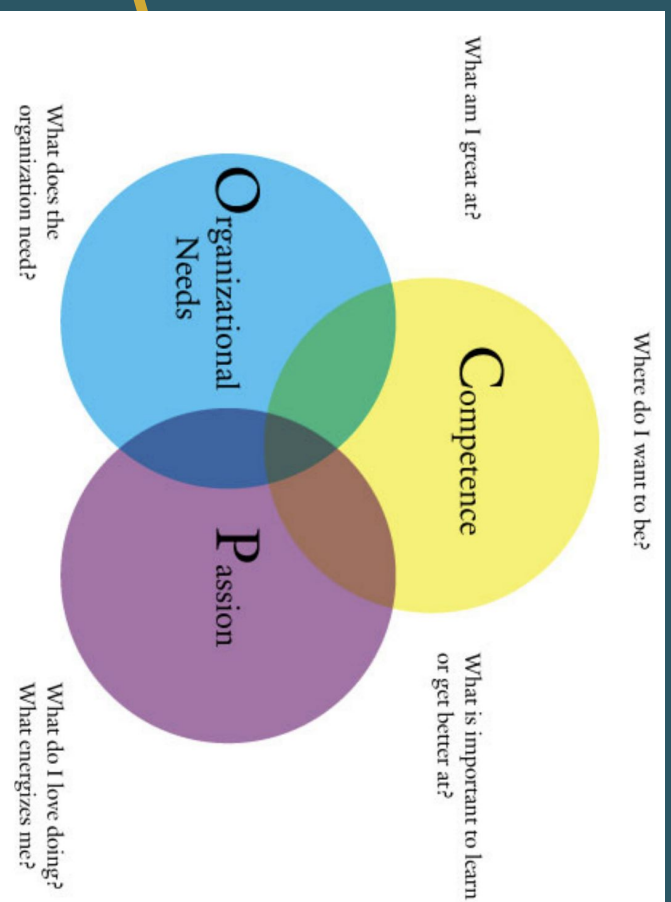 Where do I want to be?
What am I great at?
What is important to learn
or get better at?
Competence
Organizational
Needs
Passion
What does the
organization need?
What do I love doing?
What energizes me?